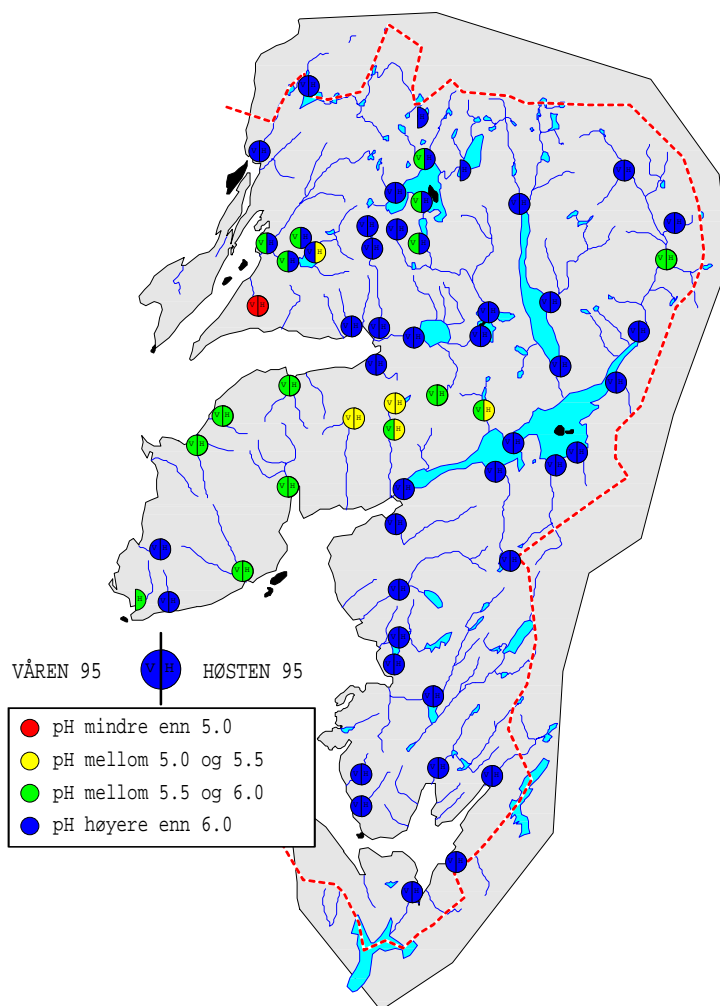 VÅREN 95 V H HØSTEN 95
pH mindre enn 5.0
pH mellom 5.0 og 5.5
pH mellom 5.5 og 6.0
pH høyere enn 6.0